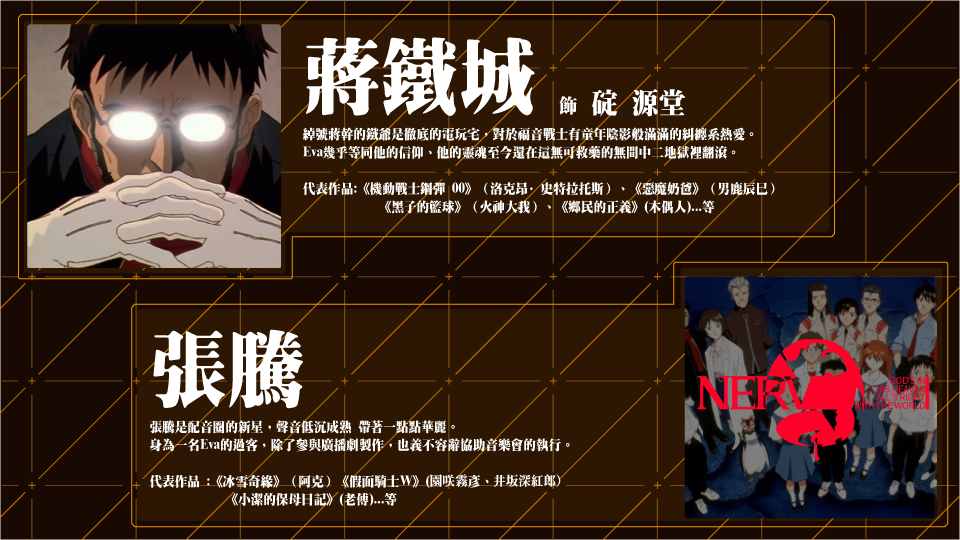 蔣鐵城 飾 碇 源堂
綽號蔣幹的鐵爺是徹底的電玩宅，對於福音戰士有童年陰影般滿滿的糾纏系熱愛。
Eva幾乎等同他的信仰、他的靈魂至今還在這無可救藥的無間中二地獄裡翻滾。
代表作品:《機動戰士鋼彈 00》（洛克昂· 史特拉托斯）、《惡魔奶爸》（男鹿辰巳）
《黑子的籃球》（火神大我）、《鄉民的正義》(木偶人)...等
張騰
張騰是配音圈的新星，聲音低沉成熟 帶著一點點華麗。
身為一名Eva的過客，除了參與廣播劇製作，也義不容辭協助音樂會的執行。
代表作品 :《冰雪奇緣》（阿克）《假面騎士W》(園咲霧彥、井坂深紅郎）
《小潔的保母日記》(老傅)...等
NERV